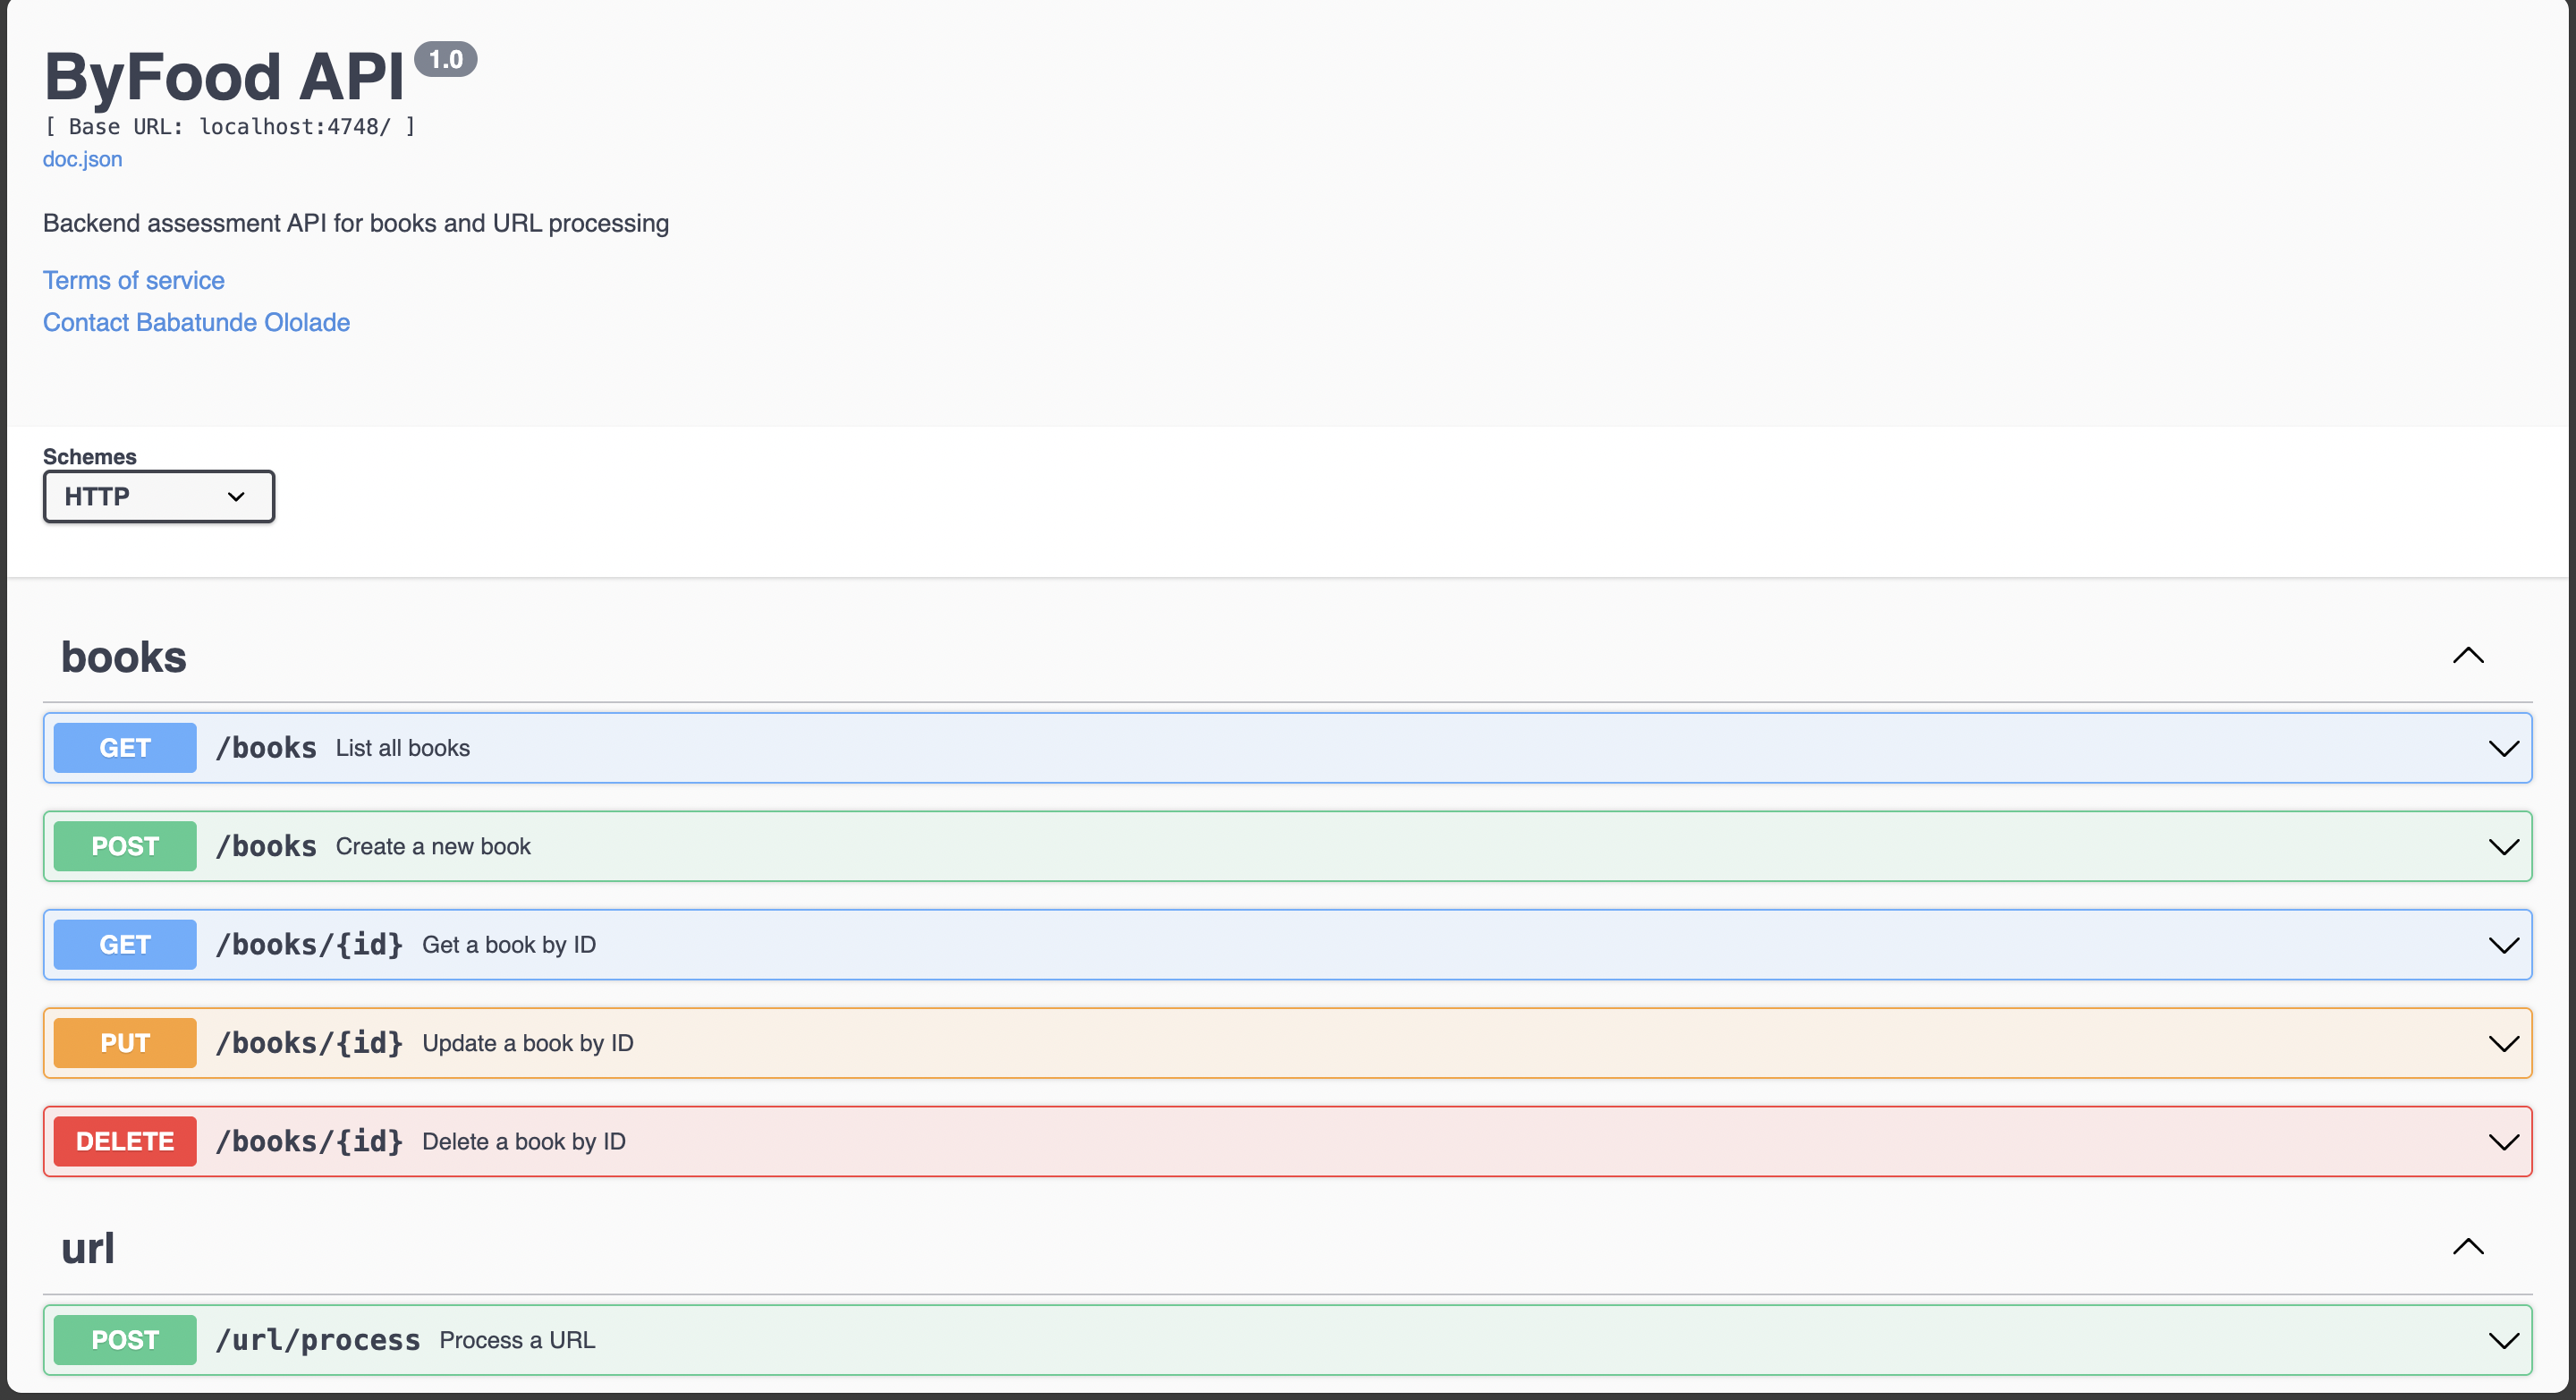 ByFood API 1.0
[ Base URL: localhost:4748/ ]
doc.json
Backend assessment API for books and URL processing
Terms of service
Contact Babatunde Ololade
Schemes
HTTP
books
GET /books List all books
POST /books Create a new book
GET /books/{id} Get a book by ID
PUT /books/{id} Update a book by ID
DELETE /books/{id} Delete a book by ID
url
POST /url/process Process a URL